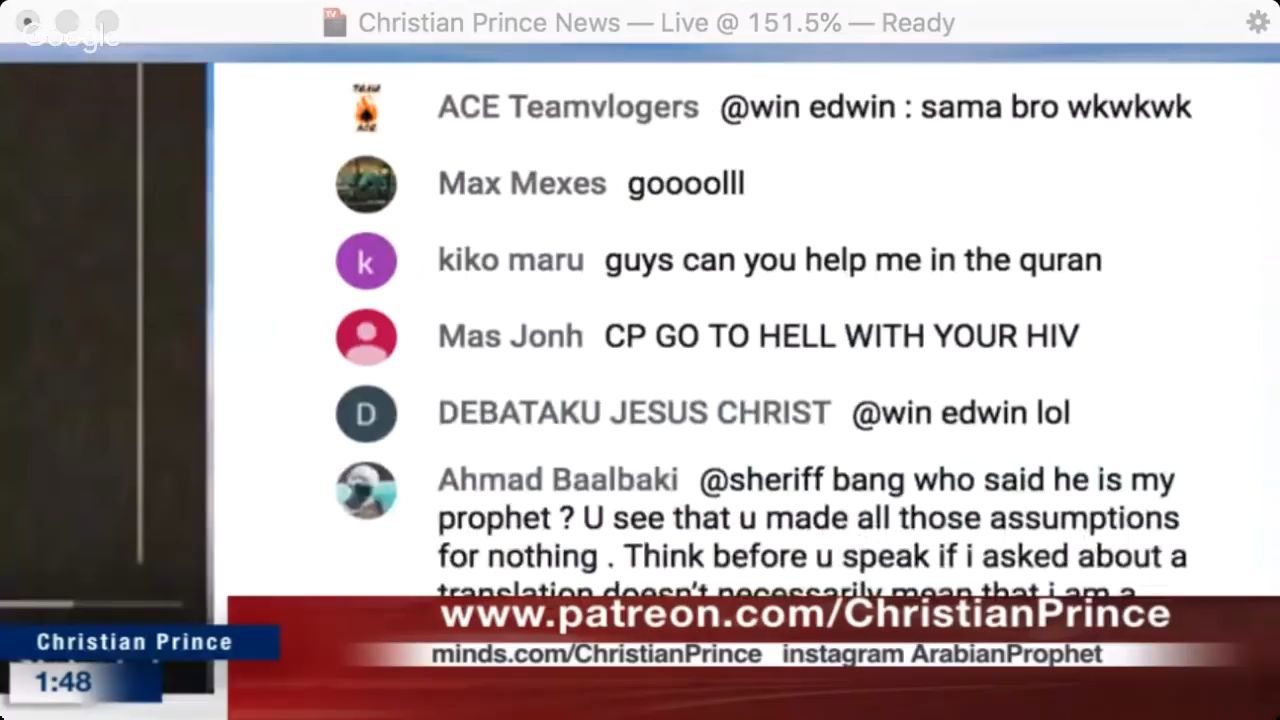 Christian Prince News — Live @ 151.5% — Ready
Google
TEAM
ACE
ACE Teamvlogers @win edwin : sama bro wkwkwk
Max Mexes goooolll
k
kiko maru guys can you help me in the quran
Mas Jonh CP GO TO HELL WITH YOUR HIV
D
DEBATAKU JESUS CHRIST @win edwin lol
Ahmad Baalbaki @sheriff bang who said he is my
prophet ? U see that u made all those assumptions
for nothing . Think before u speak if i asked about a
translation doesn't necessarily mean that i am a
www.patreon.com/ChristianPrince
Christian Prince
minds.com/ChristianPrince instagram ArabianProphet
1:48